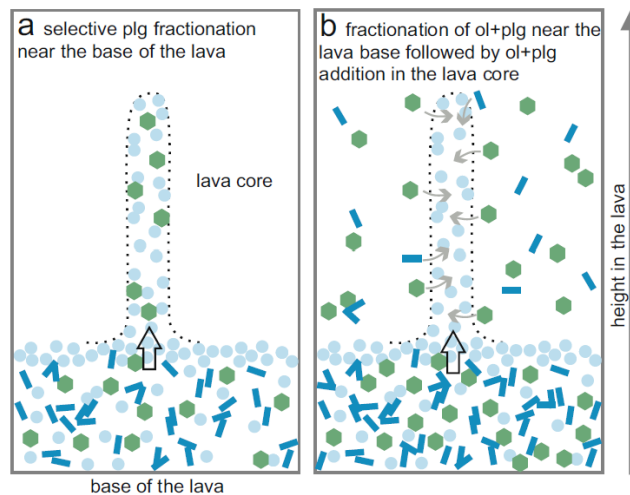 a selective plg fractionation
near the base of the lava
lava core
base of the lava
b fractionation of ol+plg near the
lava base followed by ol+plg
addition in the lava core
height in the lava